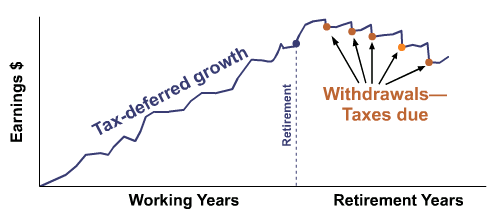 Earnings $
Tax-deferred growth
Retirement
Withdrawals—
Taxes due
Working Years
Retirement Years